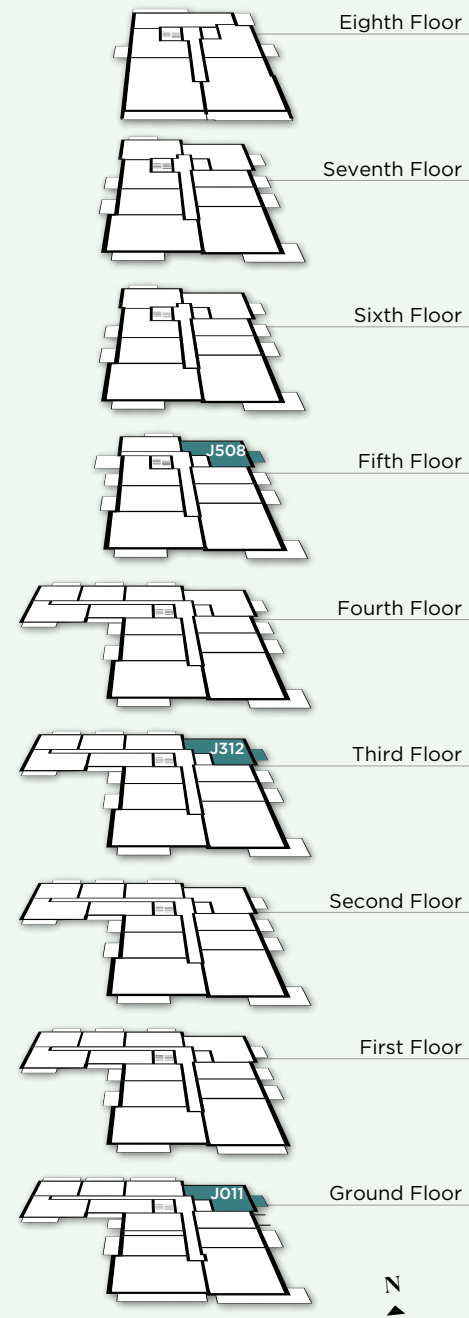 Eighth Floor
Seventh Floor
Sixth Floor
J508
Fifth Floor
Fourth Floor
J312
Third Floor
Second Floor
First Floor
J011
Ground Floor
N